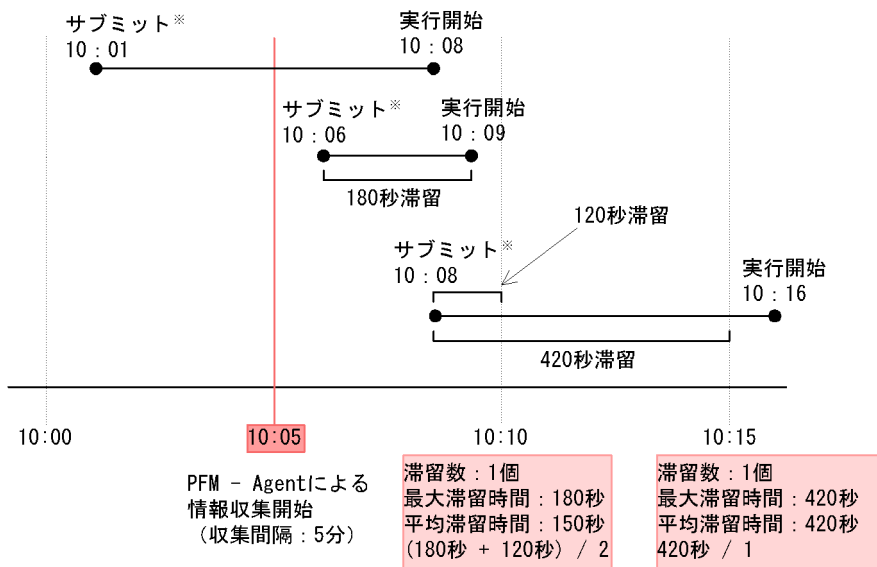 サブミット※
10：01
実行開始
10：08
サブミット※
10：06
実行開始
10：09
180秒滞留
120秒滞留
サブミット※
10：08
実行開始
10：16
420秒滞留
10:00
10:05
10:10
10:15
PFM － Agentによる
情報収集開始
（収集間隔：5分）
滞留数：1個
最大滞留時間：180秒
平均滞留時間：150秒
(180秒 + 120秒) / 2
滞留数：1個
最大滞留時間：420秒
平均滞留時間：420秒
420秒 / 1